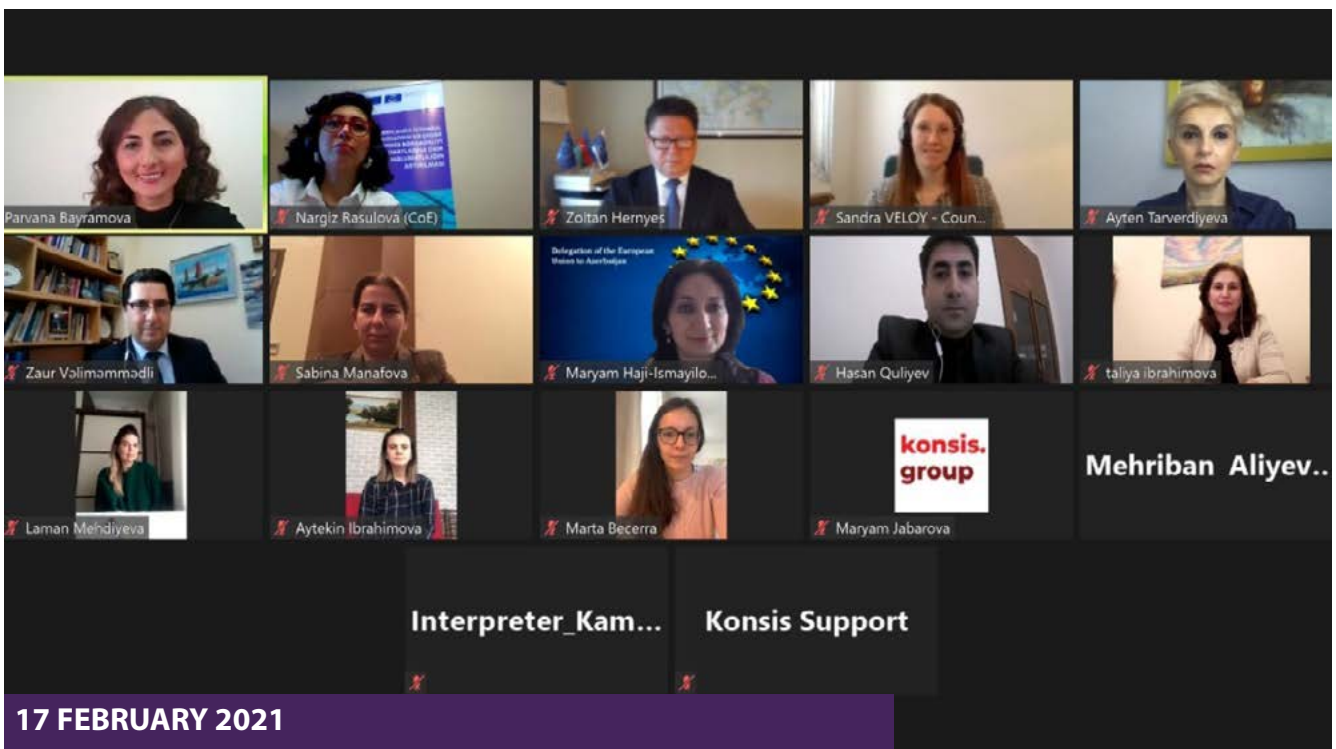 Parvana Bayramova
Nargiz Rasulova (CoE)
Zoltan Hernyes
Sandra VELOY - Coun...
Ayten Tarverdiyeva
Zaur Vəliməmmədli
Sabina Manafova
Delegation of the European
Union to Azerbaijan
Maryam Haji-Ismayilo...
Hasan Quliyev
taliya ibrahimova
Laman Mehdiyeva
Aytekin Ibrahimova
Marta Becerra
konsis.
group
Maryam Jabarova
Mehriban Aliyev..
Interpreter_Kam...
Konsis Support
17 FEBRUARY 2021